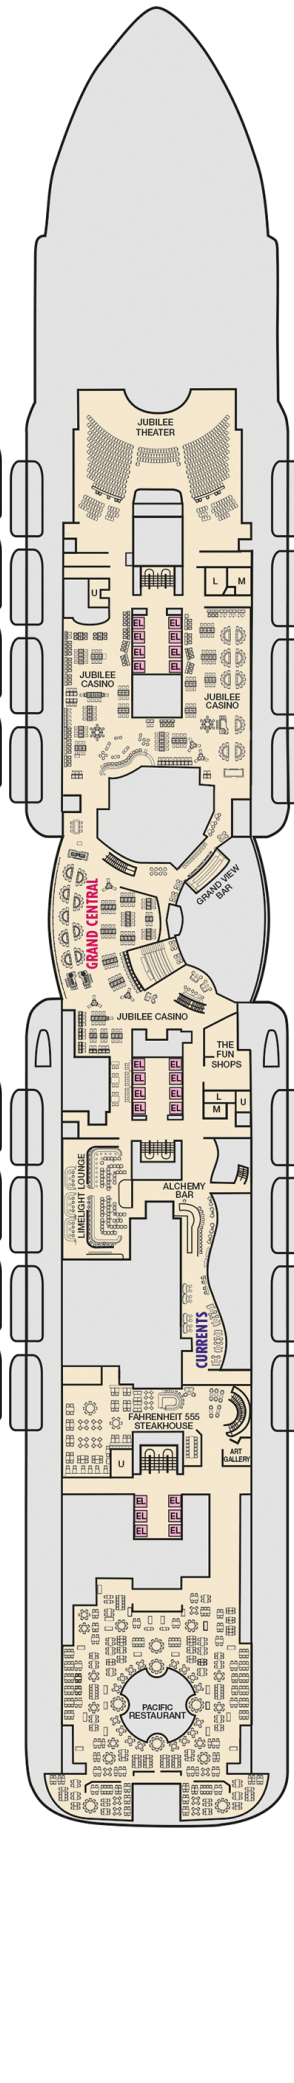 JUBILEE
THEATER
L M
U
EL EL
EL EL
EL EL
EL EL
JUBILEE
CASINO
JUBILEE
CASINO
GRAND VIEW
BAR
GRAND CENTRAL
JUBILEE CASINO
THE
FUN
SHOPS
EL EL
EL EL
EL EL
EL EL
L
M
U
LIMELIGHT LOUNGE
ALCHEMY
BAR
CURRENTS
FAHRENHEIT 555
STEAKHOUSE
ART
GALLERY
U
EL EL
EL EL
EL EL
PACIFIC
RESTAURANT